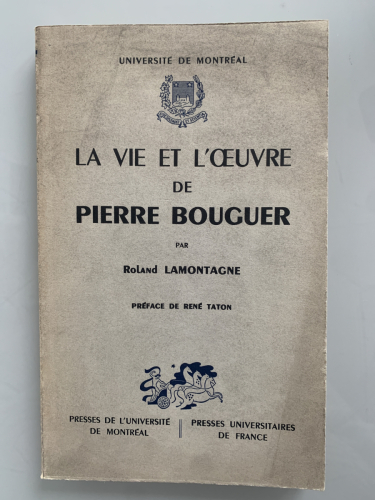 UNIVERSITÉ DE MONTRÉAL
LA VIE ET L'ŒUVRE
DE
PIERRE BOUGUER
PAR
Roland LAMONTAGNE
PRÉFACE DE RENÉ TATON
PRESSES DE L'UNIVERSITÉ
DE MONTRÉAL
PRESSES UNIVERSITAIRES
DE FRANCE